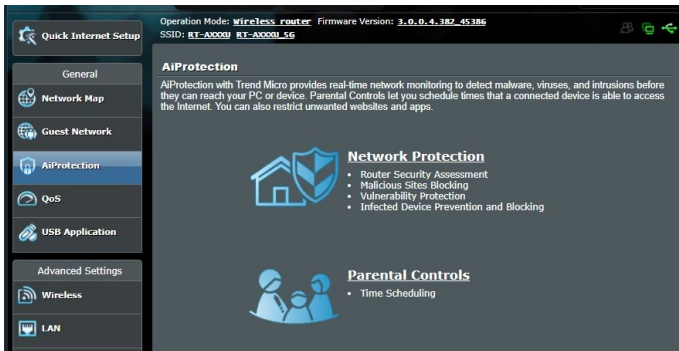 Quick Internet Setup
General
Network Map
Guest Network
AiProtection
QoS
USB Application
Advanced Settings
Wireless
LAN
Operation Mode: Wireless router Firmware Version: 3.0.0.4.382_45386
SSID: RT-AXXXU RT-AXXXU_5G
AiProtection
AiProtection with Trend Micro provides real-time network monitoring to detect malware, viruses, and intrusions before
they can reach your PC or device. Parental Controls let you schedule times that a connected device is able to access
the Internet. You can also restrict unwanted websites and apps.
Network Protection
• Router Security Assessment
• Malicious Sites Blocking
• Vulnerability Protection
• Infected Device Prevention and Blocking
Parental Controls
• Time Scheduling